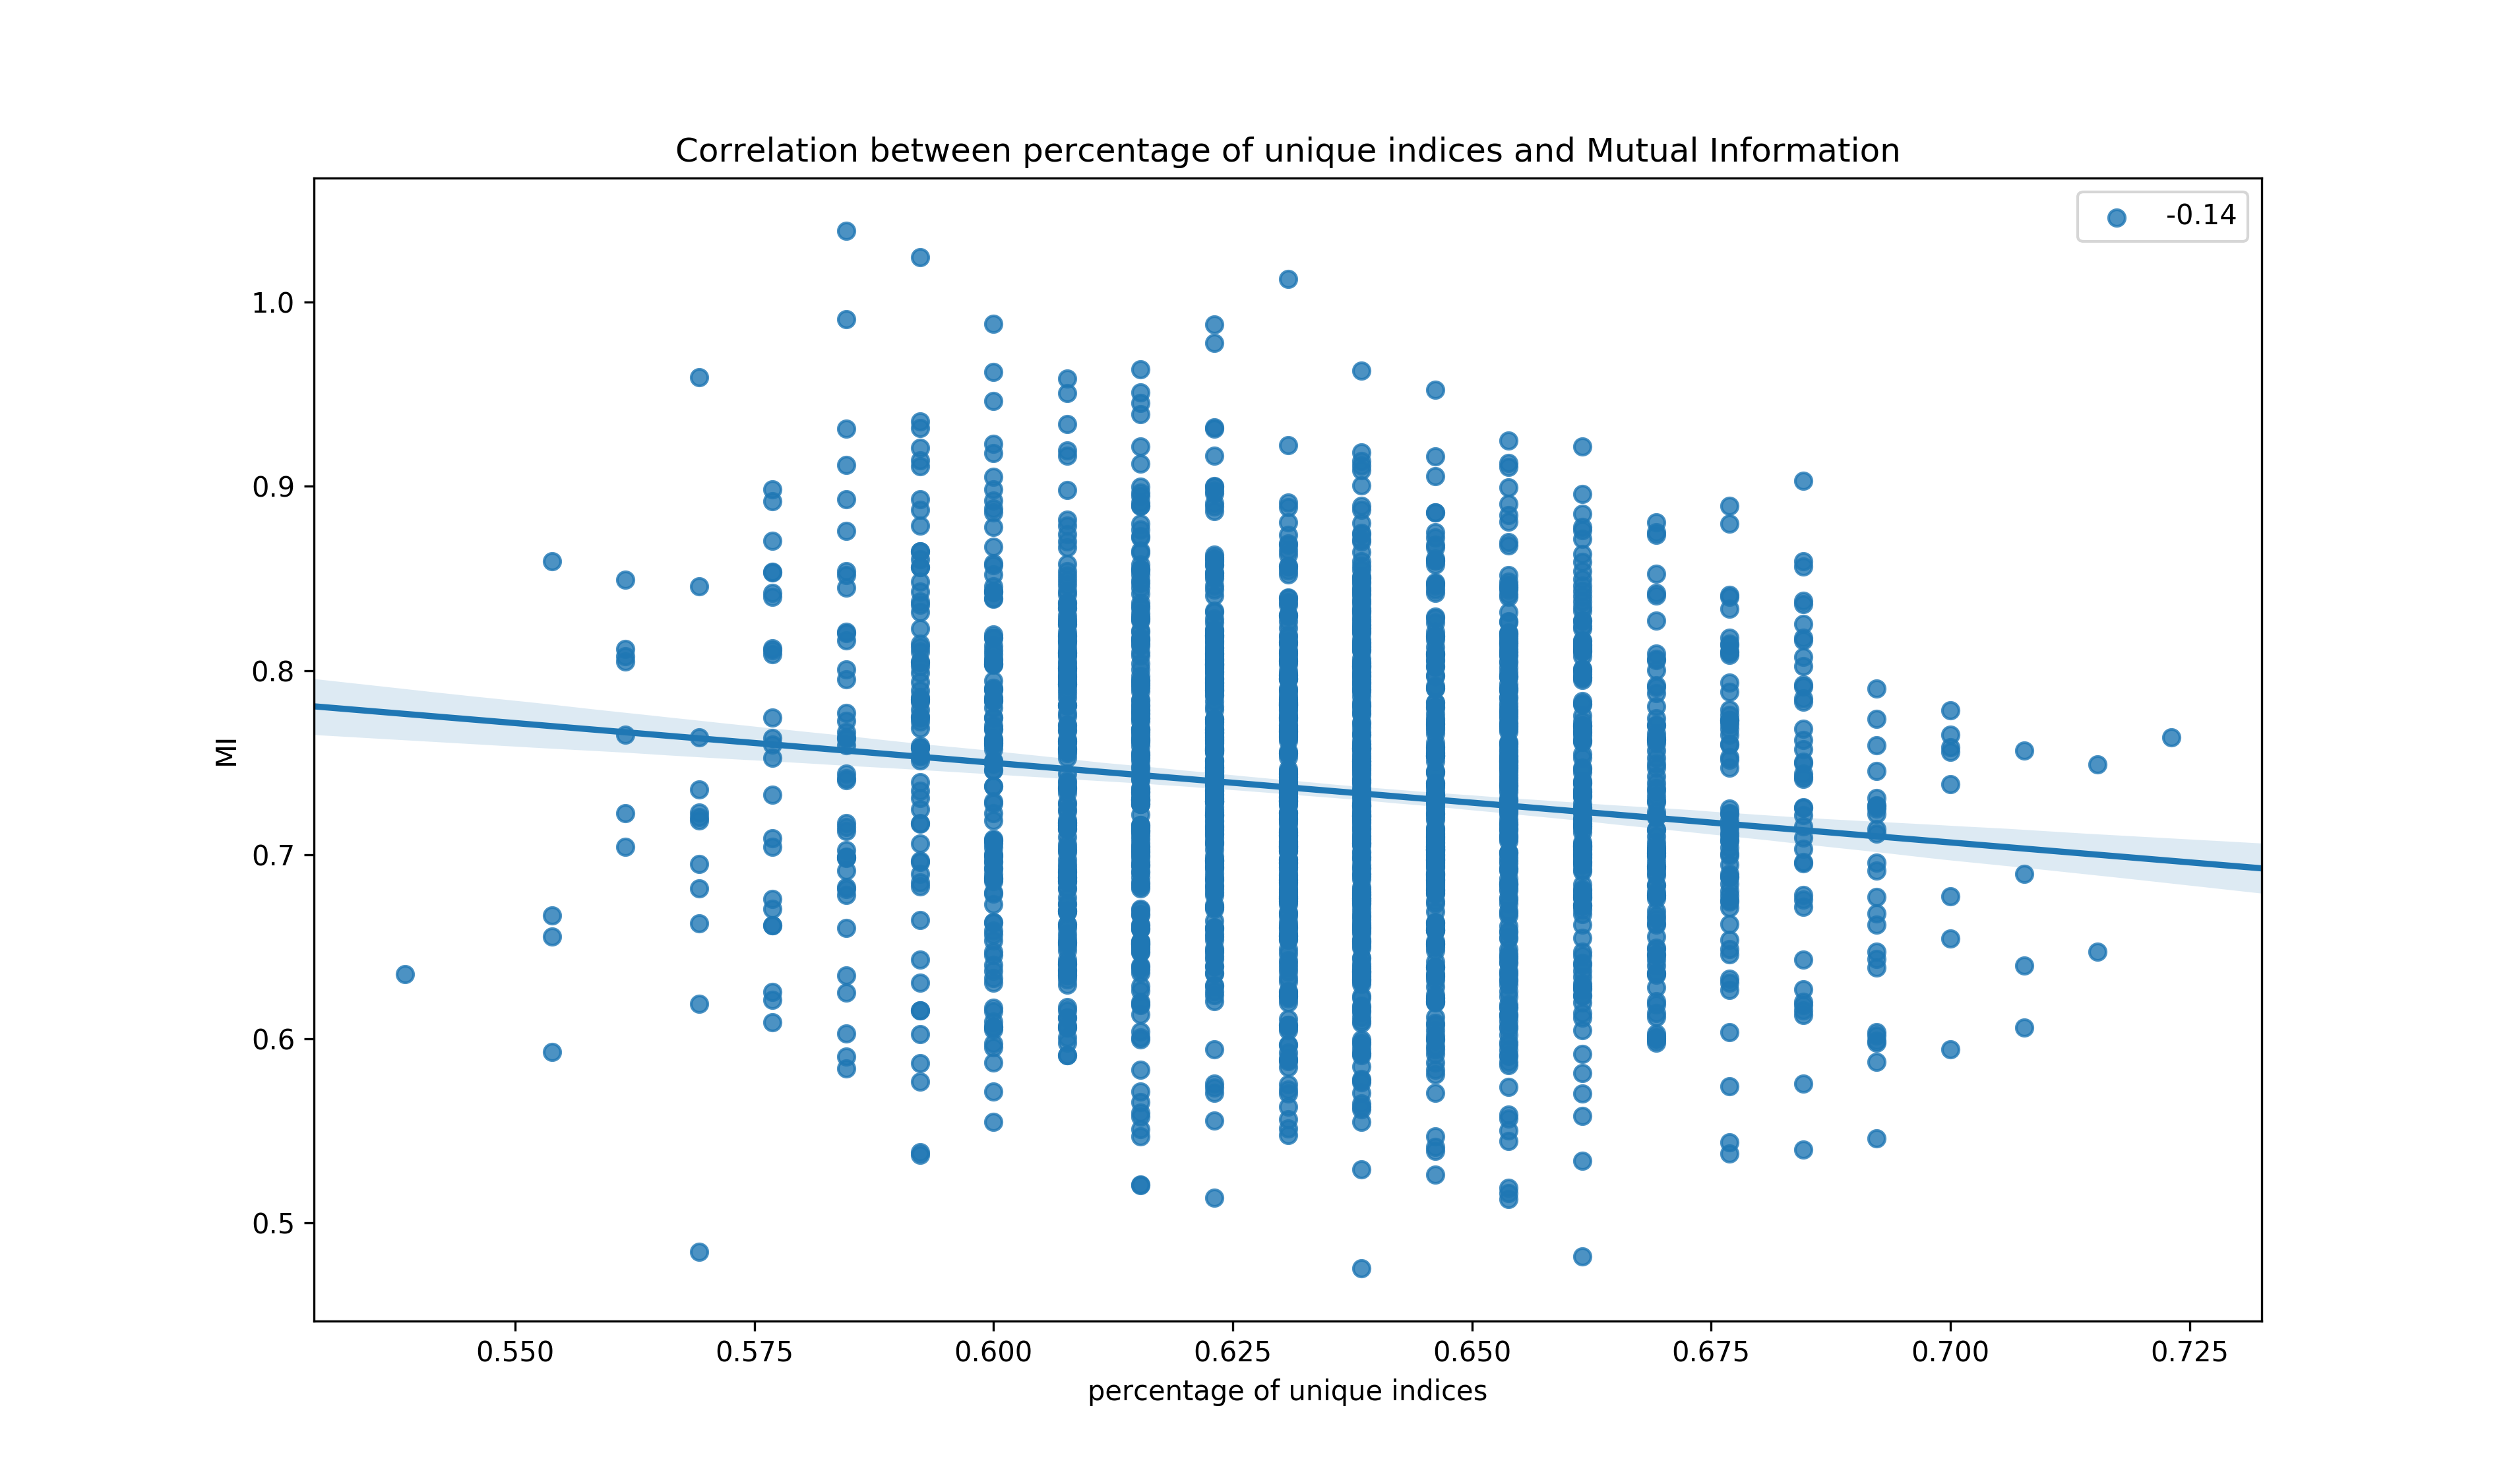 Correlation between percentage of unique indices and Mutual Information
-0.14
1.0
0.9
0.8
0.7
0.6
0.5
MI
0.550 0.575 0.600 0.625 0.650 0.675 0.700 0.725
percentage of unique indices